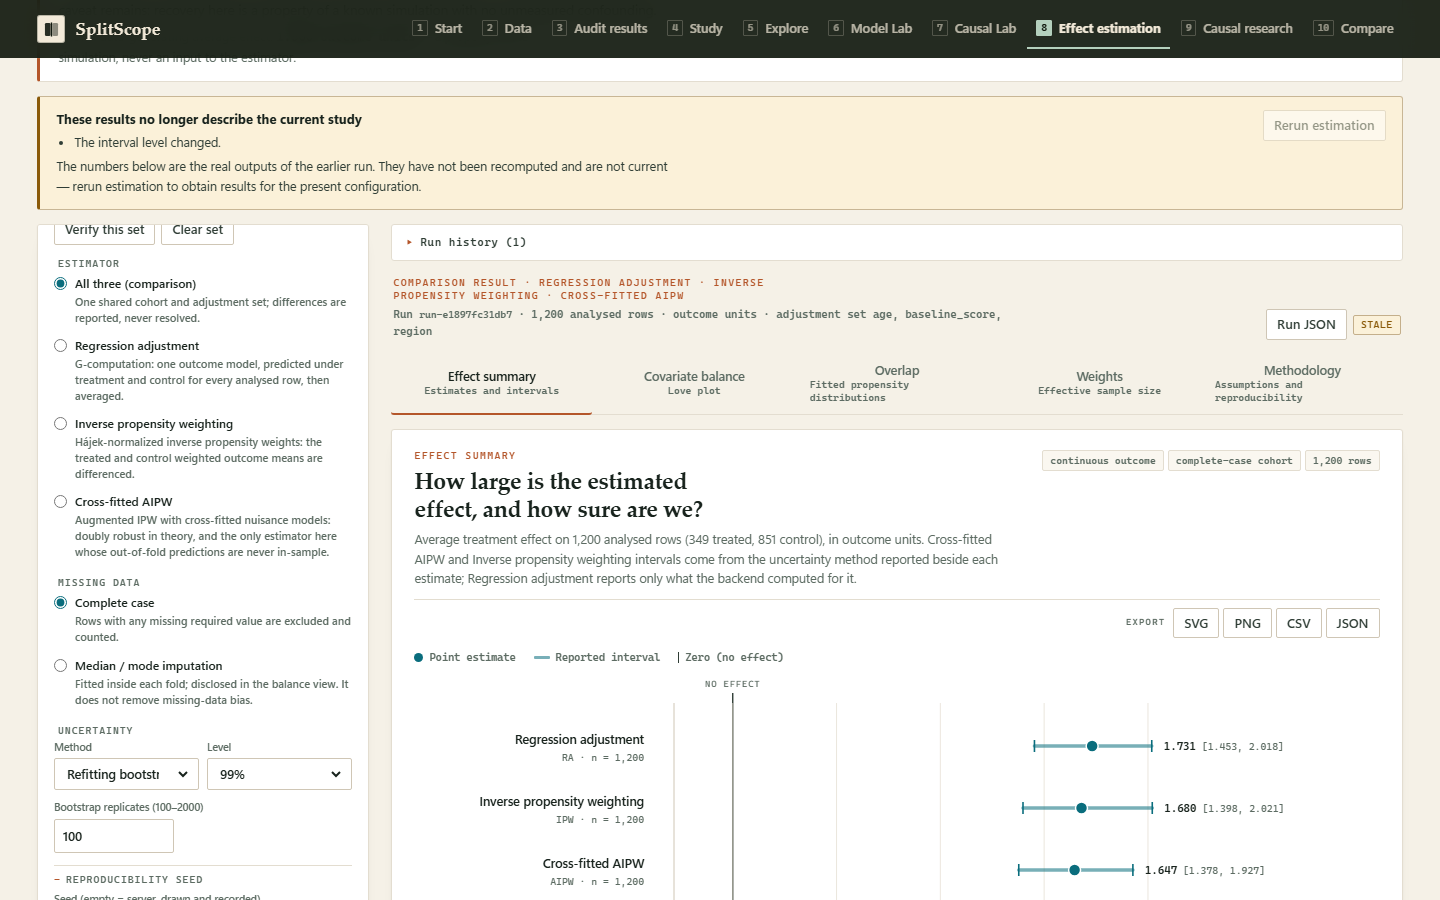 SplitScope
1 Start
2 Data
3 Audit results
4 Study
5 Explore
6 Model Lab
7 Causal Lab
8 Effect estimation
9 Causal research
10 Compare
simulation, never an input to the estimator.
These results no longer describe the current study
• The interval level changed.
The numbers below are the real outputs of the earlier run. They have not been recomputed and are not current
— rerun estimation to obtain results for the present configuration.
Rerun estimation
Verify this set
Clear set
ESTIMATOR
All three (comparison)
One shared cohort and adjustment set; differences are
reported, never resolved.
Regression adjustment
G-computation: one outcome model, predicted under
treatment and control for every analysed row, then
averaged.
Inverse propensity weighting
Hájek-normalized inverse propensity weights: the
treated and control weighted outcome means are
differenced.
Cross-fitted AIPW
Augmented IPW with cross-fitted nuisance models:
doubly robust in theory, and the only estimator here
whose out-of-fold predictions are never in-sample.
MISSING DATA
Complete case
Rows with any missing required value are excluded and
counted.
Median / mode imputation
Fitted inside each fold; disclosed in the balance view. It
does not remove missing-data bias.
UNCERTAINTY
Method
Level
Refitting bootstr
99%
Bootstrap replicates (100–2000)
100
– REPRODUCIBILITY SEED
Seed (empty = server, drawn and recorded)
▸ Run history (1)
COMPARISON RESULT · REGRESSION ADJUSTMENT · INVERSE
PROPENSITY WEIGHTING · CROSS-FITTED AIPW
Run run-e1897fc31db7 · 1,200 analysed rows · outcome units · adjustment set age, baseline_score,
region
Run JSON
STALE
Effect summary
Estimates and intervals
Covariate balance
Love plot
Overlap
Fitted propensity
distributions
Weights
Effective sample size
Methodology
Assumptions and
reproducibility
EFFECT SUMMARY
How large is the estimated
effect, and how sure are we?
continuous outcome
complete-case cohort
1,200 rows
Average treatment effect on 1,200 analysed rows (349 treated, 851 control), in outcome units. Cross-fitted
AIPW and Inverse propensity weighting intervals come from the uncertainty method reported beside each
estimate; Regression adjustment reports only what the backend computed for it.
EXPORT
SVG
PNG
CSV
JSON
Point estimate
Reported interval
Zero (no effect)
NO EFFECT
Regression adjustment
RA · n = 1,200
1.731 [1.453, 2.018]
Inverse propensity weighting
IPW · n = 1,200
1.680 [1.398, 2.021]
Cross-fitted AIPW
AIPW · n = 1,200
1.647 [1.378, 1.927]